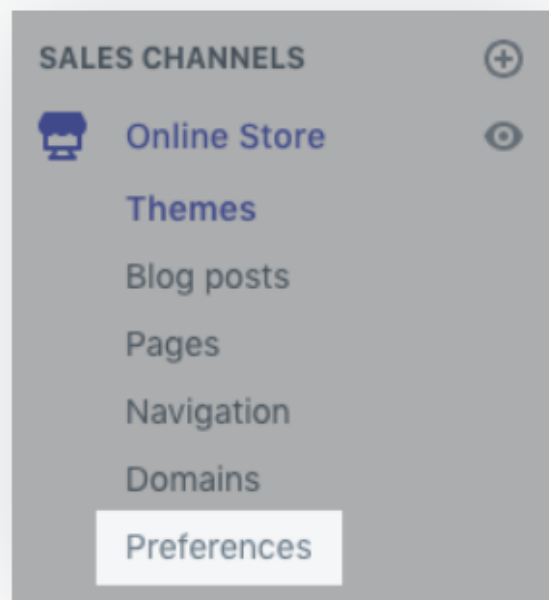 SALES CHANNELS
Online Store
Themes
Blog posts
Pages
Navigation
Domains
Preferences